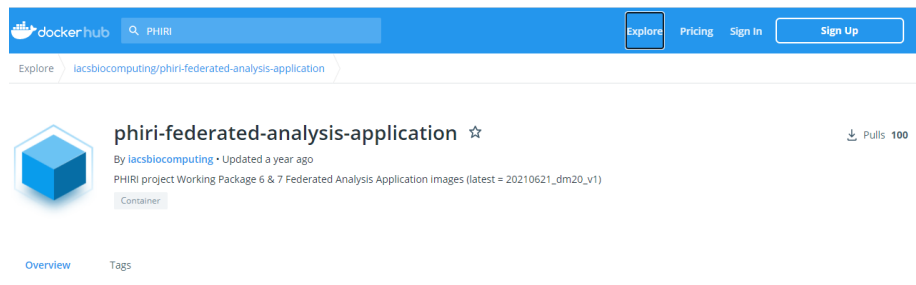 dockerhub PHIRI Explore Pricing Sign In Sign Up
Explore iacsbiocomputing/phiri-federated-analysis-application
phiri-federated-analysis-application Pulls 100
By iacsbiocomputing • Updated a year ago
PHIRI project Working Package 6 & 7 Federated Analysis Application images (latest = 20210621_dm20_v1)
Container
Overview Tags